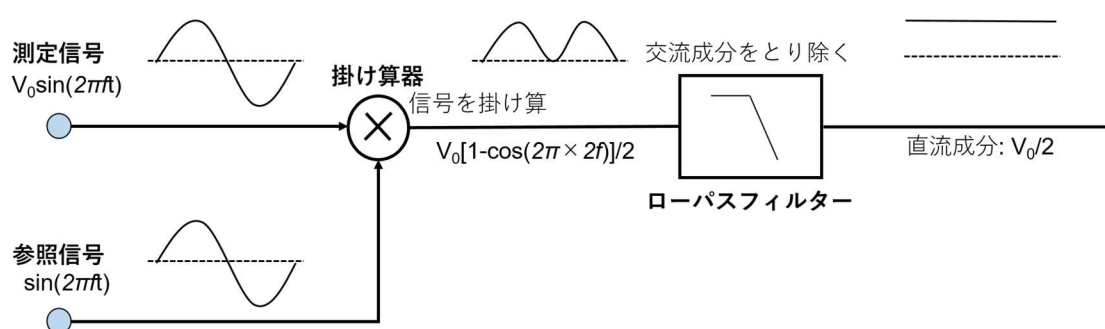 測定信号
V₀sin(2πft)
掛け算器
信号を掛け算
V₀[1-cos(2π×2f)]/2
交流成分をとり除く
ローパスフィルター
直流成分: V₀/2
参照信号
sin(2πft)